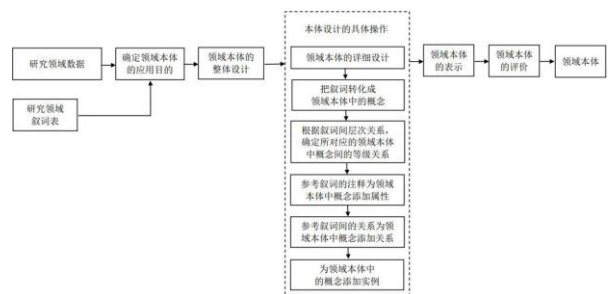 研究领域数据
研究领域
叙词表
确定领域本体
的应用目的
领域本体的
整体设计
本体设计的具体操作
领域本体的详细设计
把叙词转化成
领域本体中的概念
根据叙词间层次关系，
确定所对应的领域本体
中概念间的等级关系
参考叙词的注释为领域
本体中概念添加属性
参考叙词间的关系为领
域本体中概念添加关系
为领域本体中
的概念添加实例
领域本体
的表示
领域本体
的评价
领域本体